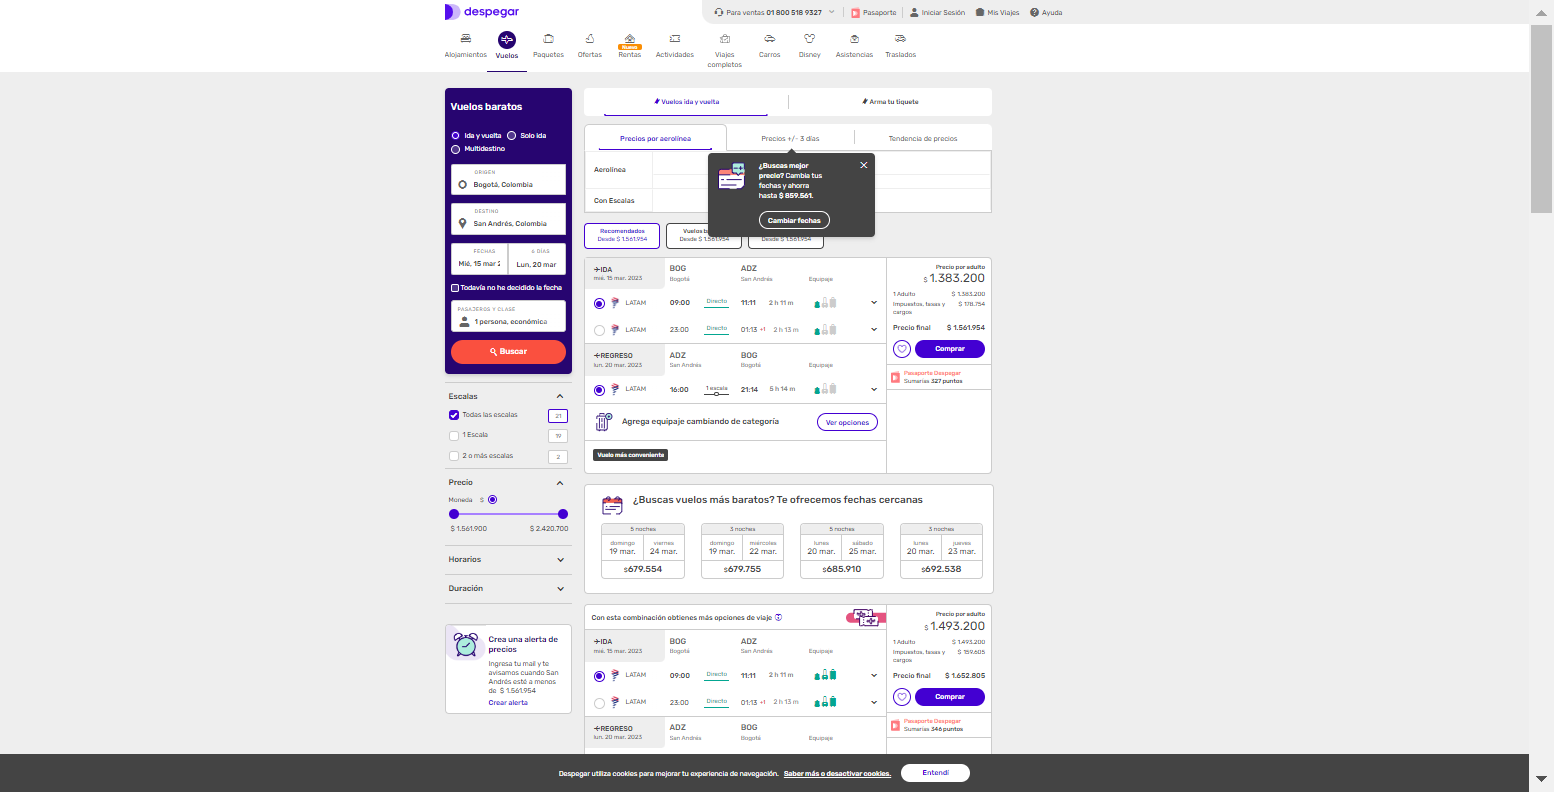 despegar
Para ventas 01 800 518 9327
Pasaporte
Iniciar Sesión
Mis Viajes
Ayuda
Alojamientos
Vuelos
Paquetes
Ofertas
Nuevo
Rentas
Actividades
Viajes
completos
Carros
Disney
Asistencias
Traslados
Vuelos baratos
Ida y vuelta
Solo ida
Multidestino
ORIGEN
Bogotá, Colombia
DESTINO
San Andrés, Colombia
FECHAS
6 DÍAS
Mié, 15 mar 2
Lun, 20 mar
Todavía no he decidido la fecha
PASAJEROS Y CLASE
1 persona, económica
Buscar
Escalas
Todas las escalas
21
1 Escala
19
2 o más escalas
2
Precio
Moneda $
$ 1.561.900
$ 2.420.700
Horarios
Duración
Crea una alerta de
precios
Ingresa tu mail y te
avisamos cuando San
Andrés esté a menos
de $ 1.561.954
Crear alerta
Vuelos ida y vuelta
Arma tu tiquete
Precios por aerolínea
Precios +/- 3 días
Tendencia de precios
Aerolínea
Con Escalas
¿Buscas mejor
precio? Cambia tus
fechas y ahorra
hasta $ 859.561.
Cambiar fechas
Recomendados
Desde $ 1.561.954
Vuelos b
Desde $ 1.561.954
Desde $ 1.561.954
IDA
mié. 15 mar. 2023
BOG
Bogotá
ADZ
San Andrés
Equipaje
LATAM
09:00
Directo
11:11
2 h 11 m
LATAM
23:00
Directo
01:13 +1
2 h 13 m
REGRESO
lun. 20 mar. 2023
ADZ
San Andrés
BOG
Bogotá
Equipaje
LATAM
16:00
1 escala
21:14
5 h 14 m
Agrega equipaje cambiando de categoría
Ver opciones
Vuelo más conveniente
Precio por adulto
$ 1.383.200
1 Adulto
$ 1.383.200
Impuestos, tasas y
cargos
$ 178.754
Precio final
$ 1.561.954
Comprar
Pasaporte Despegar
Sumarías 327 puntos
¿Buscas vuelos más baratos? Te ofrecemos fechas cercanas
5 noches
domingo
19 mar.
viernes
24 mar.
$679.554
3 noches
domingo
19 mar.
miércoles
22 mar.
$679.755
5 noches
lunes
20 mar.
sábado
25 mar.
$685.910
3 noches
lunes
20 mar.
jueves
23 mar.
$692.538
Con esta combinación obtienes más opciones de viaje
IDA
mié. 15 mar. 2023
BOG
Bogotá
ADZ
San Andrés
Equipaje
LATAM
09:00
Directo
11:11
2 h 11 m
LATAM
23:00
Directo
01:13 +1
2 h 13 m
REGRESO
lun. 20 mar. 2023
ADZ
San Andrés
BOG
Bogotá
Equipaje
Precio por adulto
$ 1.493.200
1 Adulto
$ 1.493.200
Impuestos, tasas y
cargos
$ 159.605
Precio final
$ 1.652.805
Comprar
Pasaporte Despegar
Sumarías 346 puntos
Despegar utiliza cookies para mejorar tu experiencia de navegación. Saber más o desactivar cookies.
Entendí